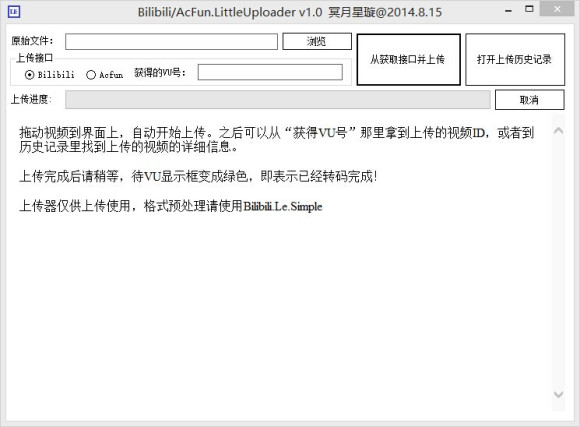 LE
Bilibili/AcFun.LittleUploader v1.0 冥月星璇@2014.8.15
原始文件:
浏览
从获取接口并上传
打开上传历史记录
上传接口
Bilibili
Acfun
获得的VU号:
上传进度:
取消
拖动视频到界面上，自动开始上传。之后可以从“获得VU号”那里拿到上传的视频ID，或者到
历史记录里找到上传的视频的详细信息。
上传完成后请稍等，待VU显示框变成绿色，即表示已经转码完成!
上传器仅供上传使用，格式预处理请使用Bilibili.Le.Simple